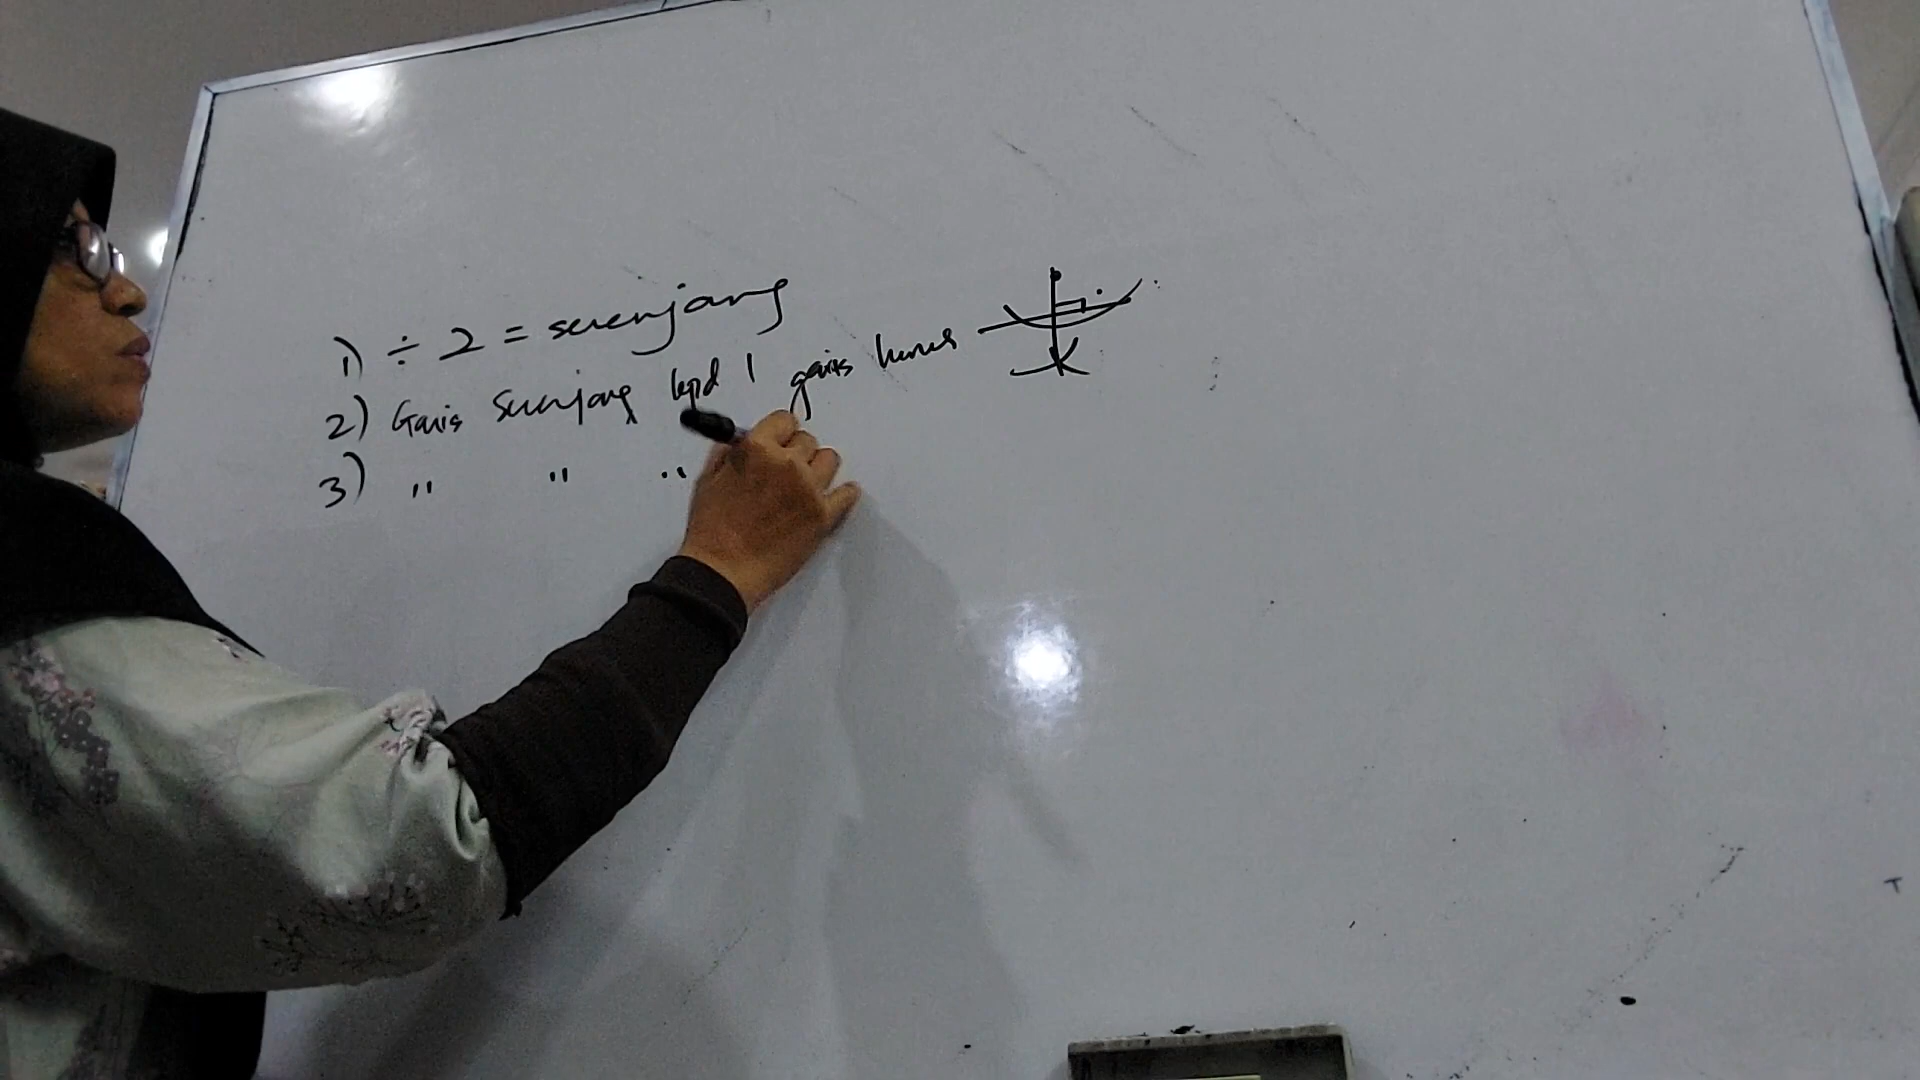 1) ÷ 2 = serenjang
2) Garis serenjang kpd 1 garis lurus
3) " " "